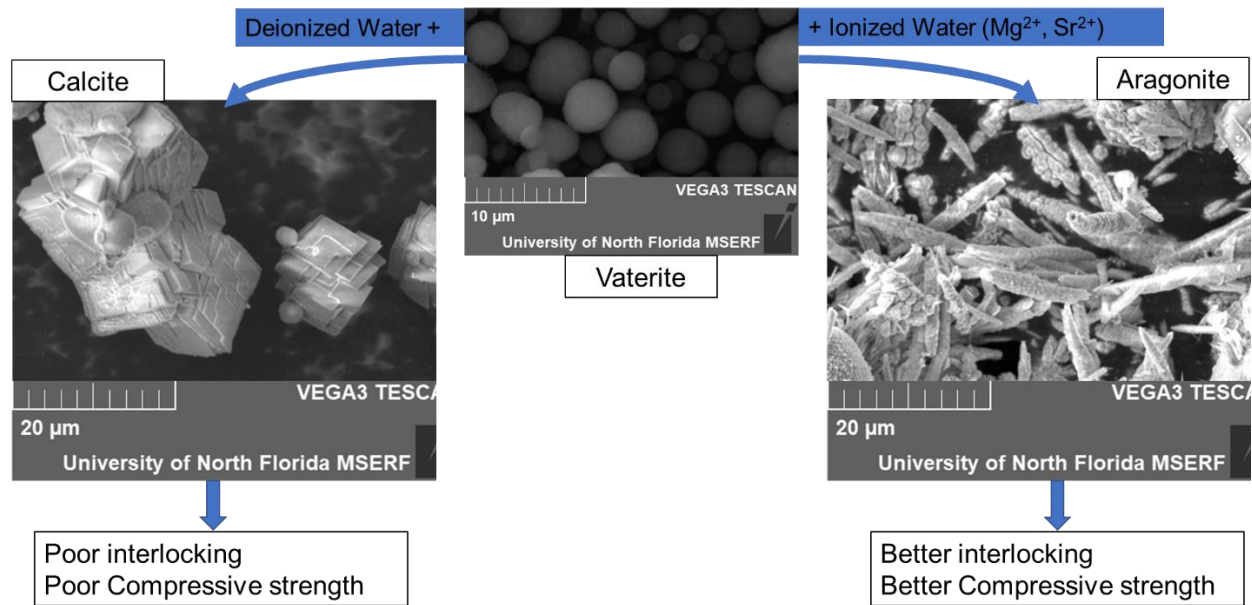 Deionized Water +
+ Ionized Water (Mg²⁺, Sr²⁺)
Calcite
Aragonite
VEGA3 TESCAN
10 µm
University of North Florida MSERF
Vaterite
VEGA3 TESCA
20 µm
University of North Florida MSERF
VEGA3 TESCA
20 µm
University of North Florida MSERF
Poor interlocking
Poor Compressive strength
Better interlocking
Better Compressive strength